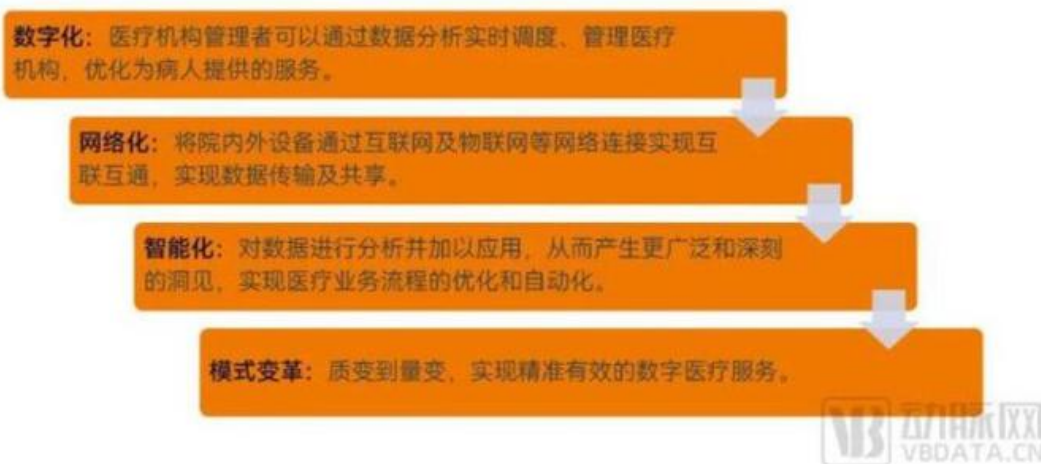 数字化：医疗机构管理者可以通过数据分析实时调度、管理医疗
机构，优化为病人提供的服务。
网络化：将院内外设备通过互联网及物联网等网络连接实现互
联互通，实现数据传输及共享。
智能化：对数据进行分析并加以应用，从而产生更广泛和深刻
的洞见，实现医疗业务流程的优化和自动化。
模式变革：质变到量变，实现精准有效的数字医疗服务。
动脉网
VBDATA.CN